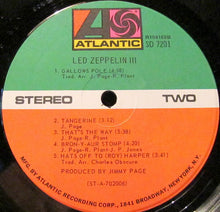 ATLANTIC
SD 7201
LED ZEPPELIN III
1. GALLOWS POLE (4:56)
Trad. Arr. J. Page-R. Plant
STEREO
TWO
2. TANGERINE (3:12)
J. Page
3. THAT'S THE WAY (5:38)
J. Page-R. Plant
4. BRON-Y-AUR STOMP (4:20)
J. Page-R. Plant-J. P. Jones
5. HATS OFF TO (ROY) HARPER (3:41)
Trad. Arr. Charles Obscure
PRODUCED BY JIMMY PAGE
(ST-A-702006)
ATLANTIC RECORDING CORP., 1841 BROADWAY, NEW YORK, N.Y.